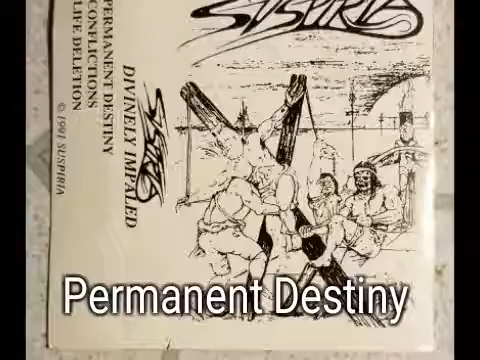 SUSPIRIA
SUSPIRIA
DIVINELY IMPALED
PERMANENT DESTINY
CONFLICTIONS
LIFE DELETION
© 1991 SUSPIRIA
Permanent Destiny